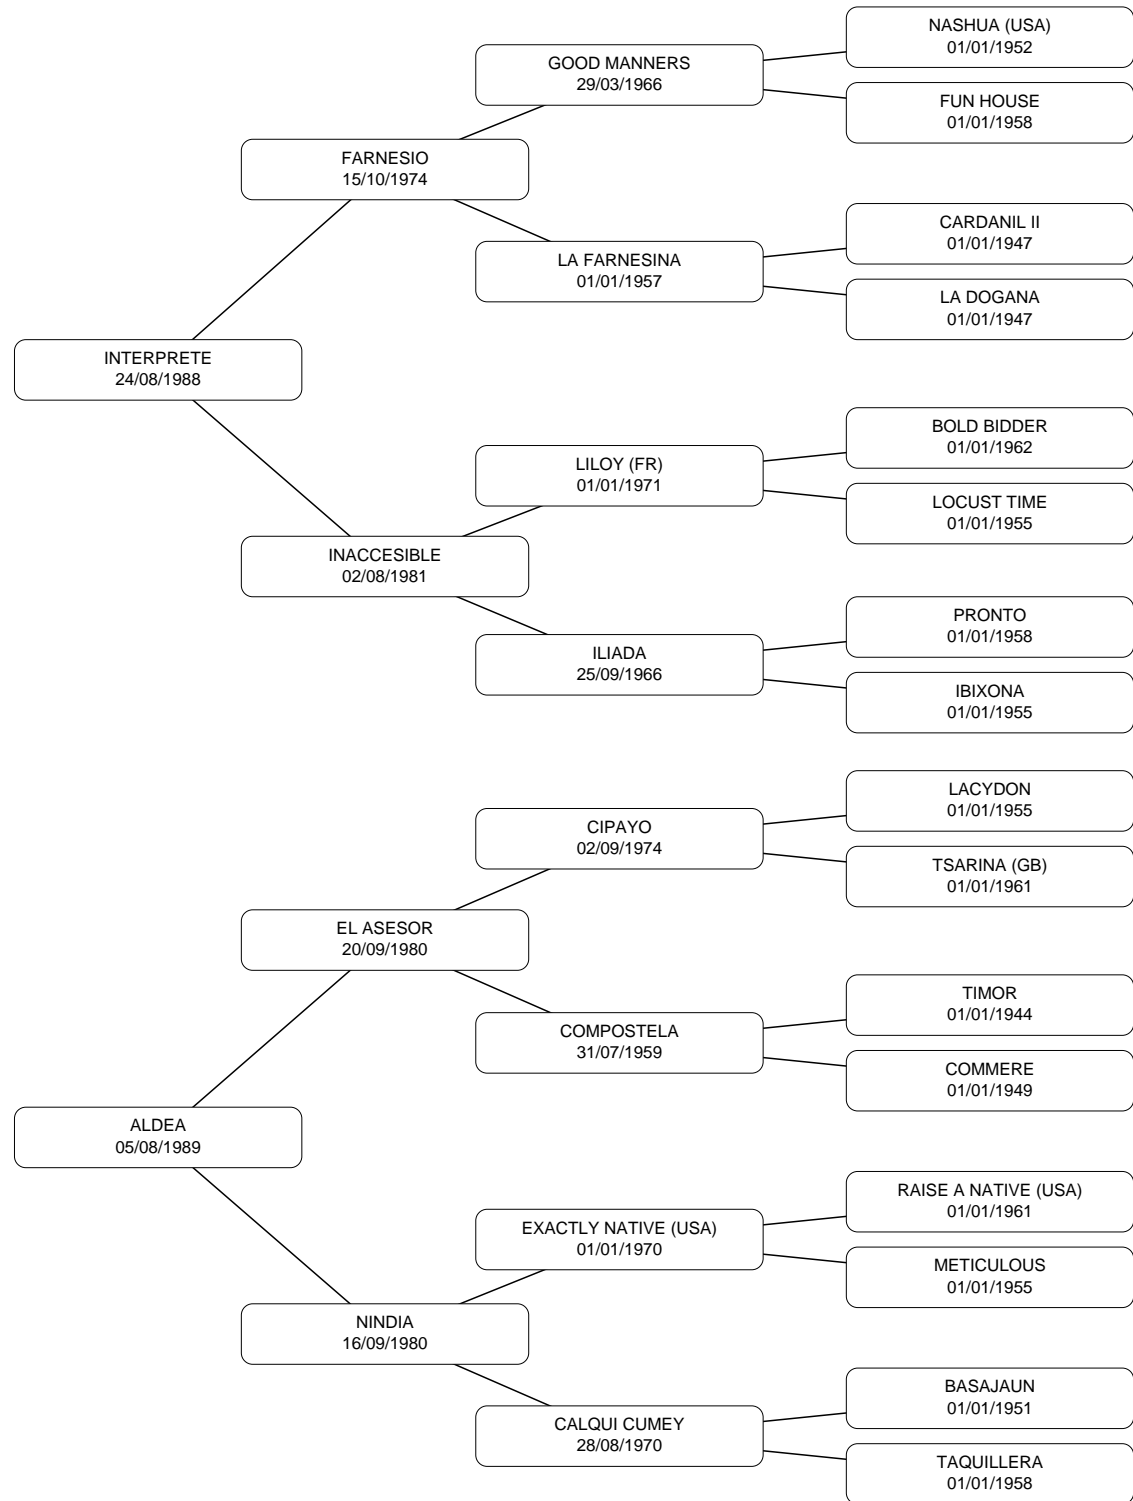 NASHUA (USA)
01/01/1952
GOOD MANNERS
29/03/1966
FUN HOUSE
01/01/1958
FARNESIO
15/10/1974
CARDANIL II
01/01/1947
LA FARNESINA
01/01/1957
LA DOGANA
01/01/1947
INTERPRETE
24/08/1988
BOLD BIDDER
01/01/1962
LILOY (FR)
01/01/1971
LOCUST TIME
01/01/1955
INACCESIBLE
02/08/1981
PRONTO
01/01/1958
ILIADA
25/09/1966
IBIXONA
01/01/1955
LACYDON
01/01/1955
CIPAYO
02/09/1974
TSARINA (GB)
01/01/1961
EL ASESOR
20/09/1980
TIMOR
01/01/1944
COMPOSTELA
31/07/1959
COMMERE
01/01/1949
ALDEA
05/08/1989
RAISE A NATIVE (USA)
01/01/1961
EXACTLY NATIVE (USA)
01/01/1970
METICULOUS
01/01/1955
NINDIA
16/09/1980
BASAJAUN
01/01/1951
CALQUI CUMEY
28/08/1970
TAQUILLERA
01/01/1958